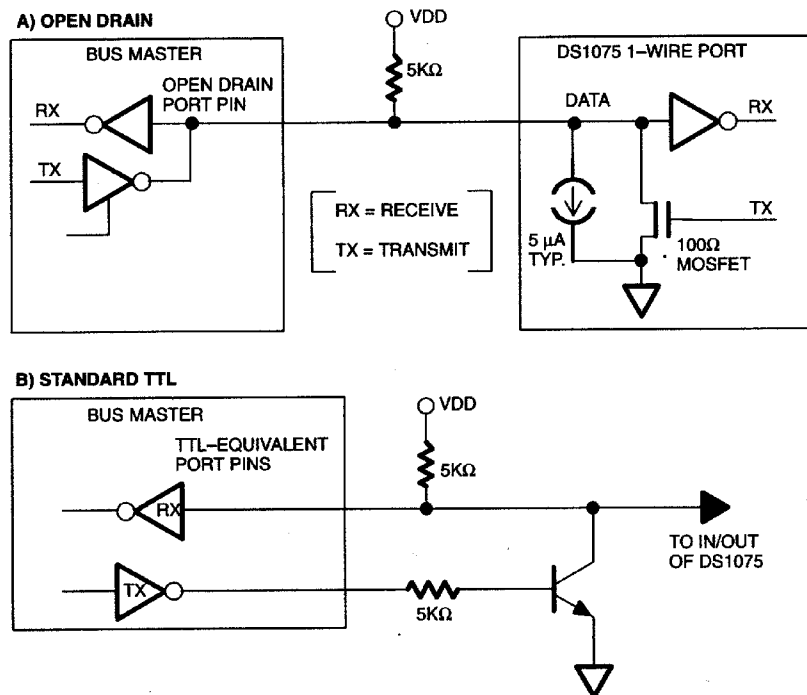 A) OPEN DRAIN
BUS MASTER
OPEN DRAIN
PORT PIN
RX
TX
VDD
5KΩ
[ RX = RECEIVE
TX = TRANSMIT ]
DS1075 1–WIRE PORT
DATA
RX
TX
5 µA
TYP.
100Ω
MOSFET
B) STANDARD TTL
BUS MASTER
TTL–EQUIVALENT
PORT PINS
RX
TX
VDD
5KΩ
5KΩ
TO IN/OUT
OF DS1075